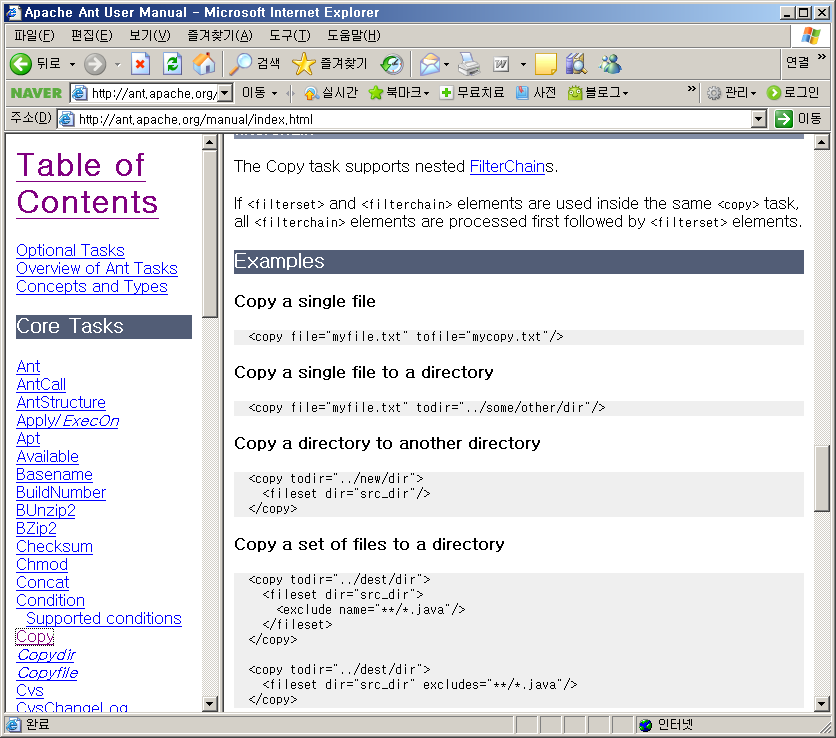 Apache Ant User Manual - Microsoft Internet Explorer
파일(F) 편집(E) 보기(V) 즐겨찾기(A) 도구(T) 도움말(H)
뒤로 검색 즐겨찾기 연결 »
NAVER http://ant.apache.org/ 이동 실시간 북마크 무료치료 사전 블로그 » 관리 로그인
주소(D) http://ant.apache.org/manual/index.html 이동
Table of
Contents
Optional Tasks
Overview of Ant Tasks
Concepts and Types
Core Tasks
Ant
AntCall
AntStructure
Apply/ExecOn
Apt
Available
Basename
BuildNumber
BUnzip2
BZip2
Checksum
Chmod
Concat
Condition
Supported conditions
Copy
Copydir
Copyfile
Cvs
CvsChangeLog
The Copy task supports nested FilterChains.
If <filterset> and <filterchain> elements are used inside the same <copy> task,
all <filterchain> elements are processed first followed by <filterset> elements.
Examples
Copy a single file
<copy file="myfile.txt" tofile="mycopy.txt"/>
Copy a single file to a directory
<copy file="myfile.txt" todir="../some/other/dir"/>
Copy a directory to another directory
<copy todir="../new/dir">
<fileset dir="src_dir"/>
</copy>
Copy a set of files to a directory
<copy todir="../dest/dir">
<fileset dir="src_dir">
<exclude name="**/*.java"/>
</fileset>
</copy>
<copy todir="../dest/dir">
<fileset dir="src_dir" excludes="**/*.java"/>
</copy>
완료 인터넷